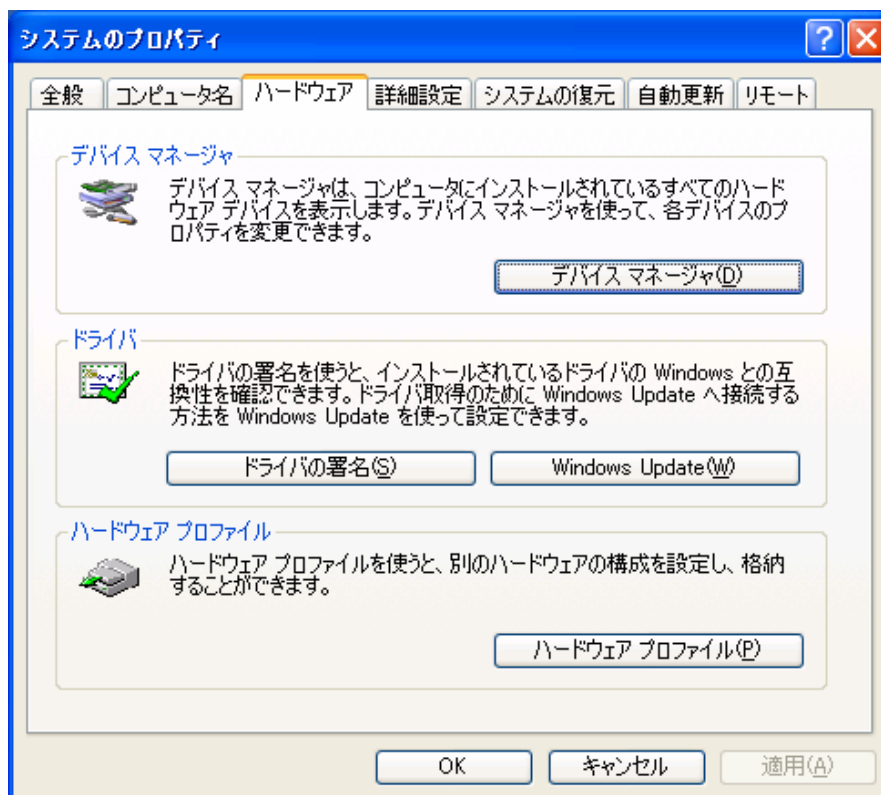 システムのプロパティ
全般 コンピュータ名 ハードウェア 詳細設定 システムの復元 自動更新 リモート
デバイス マネージャ
デバイス マネージャは、コンピュータにインストールされているすべてのハード
ウェア デバイスを表示します。デバイス マネージャを使って、各デバイスのプ
ロパティを変更できます。
デバイス マネージャ(D)
ドライバ
ドライバの署名を使うと、インストールされているドライバの Windows との互
換性を確認できます。ドライバ取得のために Windows Update へ接続する
方法を Windows Update を使って設定できます。
ドライバの署名(S) Windows Update(W)
ハードウェア プロファイル
ハードウェア プロファイルを使うと、別のハードウェアの構成を設定し、格納
することができます。
ハードウェア プロファイル(P)
OK キャンセル 適用(A)